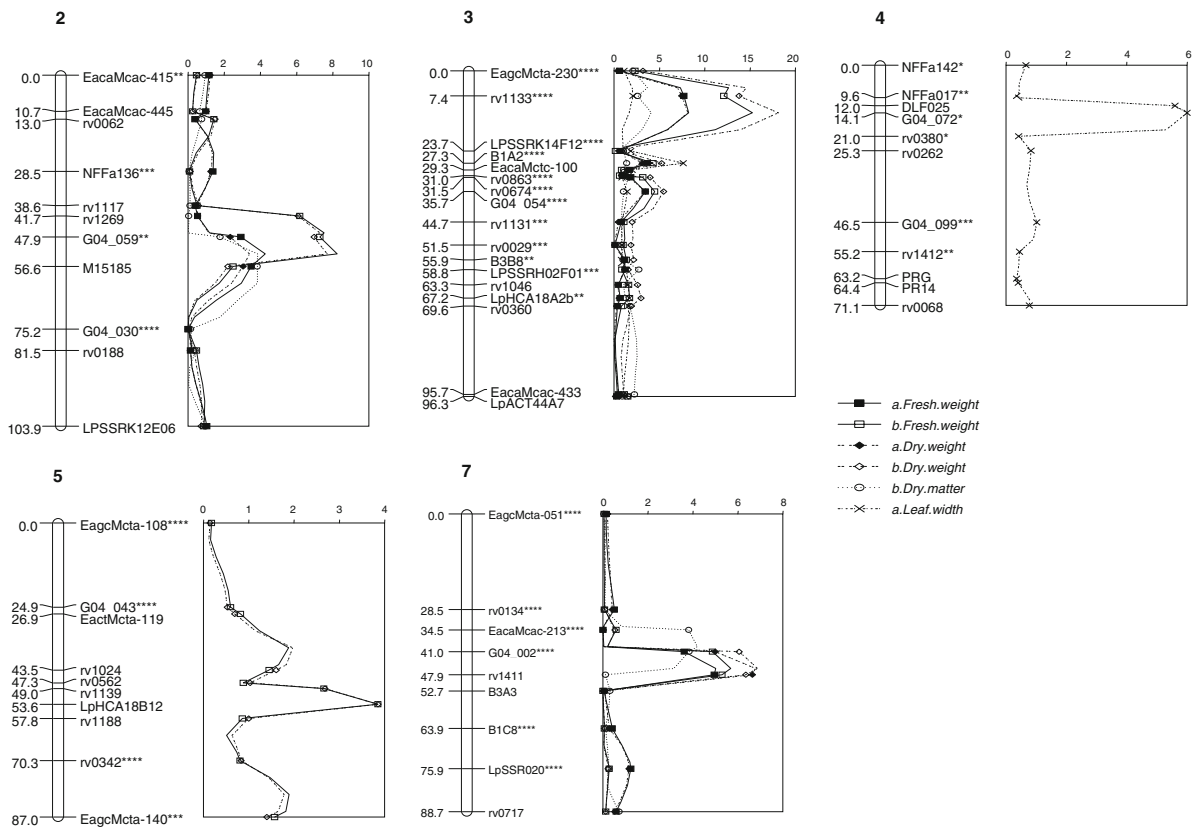 2
0 2 4 6 8 10
0.0 EacaMcac-415**
10.7 EacaMcac-445
13.0 rv0062
28.5 NFFa136***
38.6 rv1117
41.7 rv1269
47.9 G04_059**
56.6 M15185
75.2 G04_030****
81.5 rv0188
103.9 LPSSRK12E06
3
0 5 10 15 20
0.0 EagcMcta-230****
7.4 rv1133****
23.7 LPSSRK14F12****
27.3 B1A2****
29.3 EacaMctc-100
31.0 rv0863****
31.5 rv0674****
35.7 G04_054****
44.7 rv1131***
51.5 rv0029***
55.9 B3B8**
58.8 LPSSRH02F01***
63.3 rv1046
67.2 LpHCA18A2b**
69.6 rv0360
95.7 EacaMcac-433
96.3 LpACT44A7
4
0 2 4 6
0.0 NFFa142*
9.6 NFFa017**
12.0 DLF025
14.1 G04_072*
21.0 rv0380*
25.3 rv0262
46.5 G04_099***
55.2 rv1412**
63.2 PRG
64.4 PR14
71.1 rv0068
a.Fresh.weight
b.Fresh.weight
a.Dry.weight
b.Dry.weight
b.Dry.matter
a.Leaf.width
5
0 1 2 3 4
0.0 EagcMcta-108****
24.9 G04_043****
26.9 EactMcta-119
43.5 rv1024
47.3 rv0562
49.0 rv1139
53.6 LpHCA18B12
57.8 rv1188
70.3 rv0342****
87.0 EagcMcta-140***
7
0 2 4 6 8
0.0 EagcMcta-051****
28.5 rv0134****
34.5 EacaMcac-213****
41.0 G04_002****
47.9 rv1411
52.7 B3A3
63.9 B1C8****
75.9 LpSSR020****
88.7 rv0717